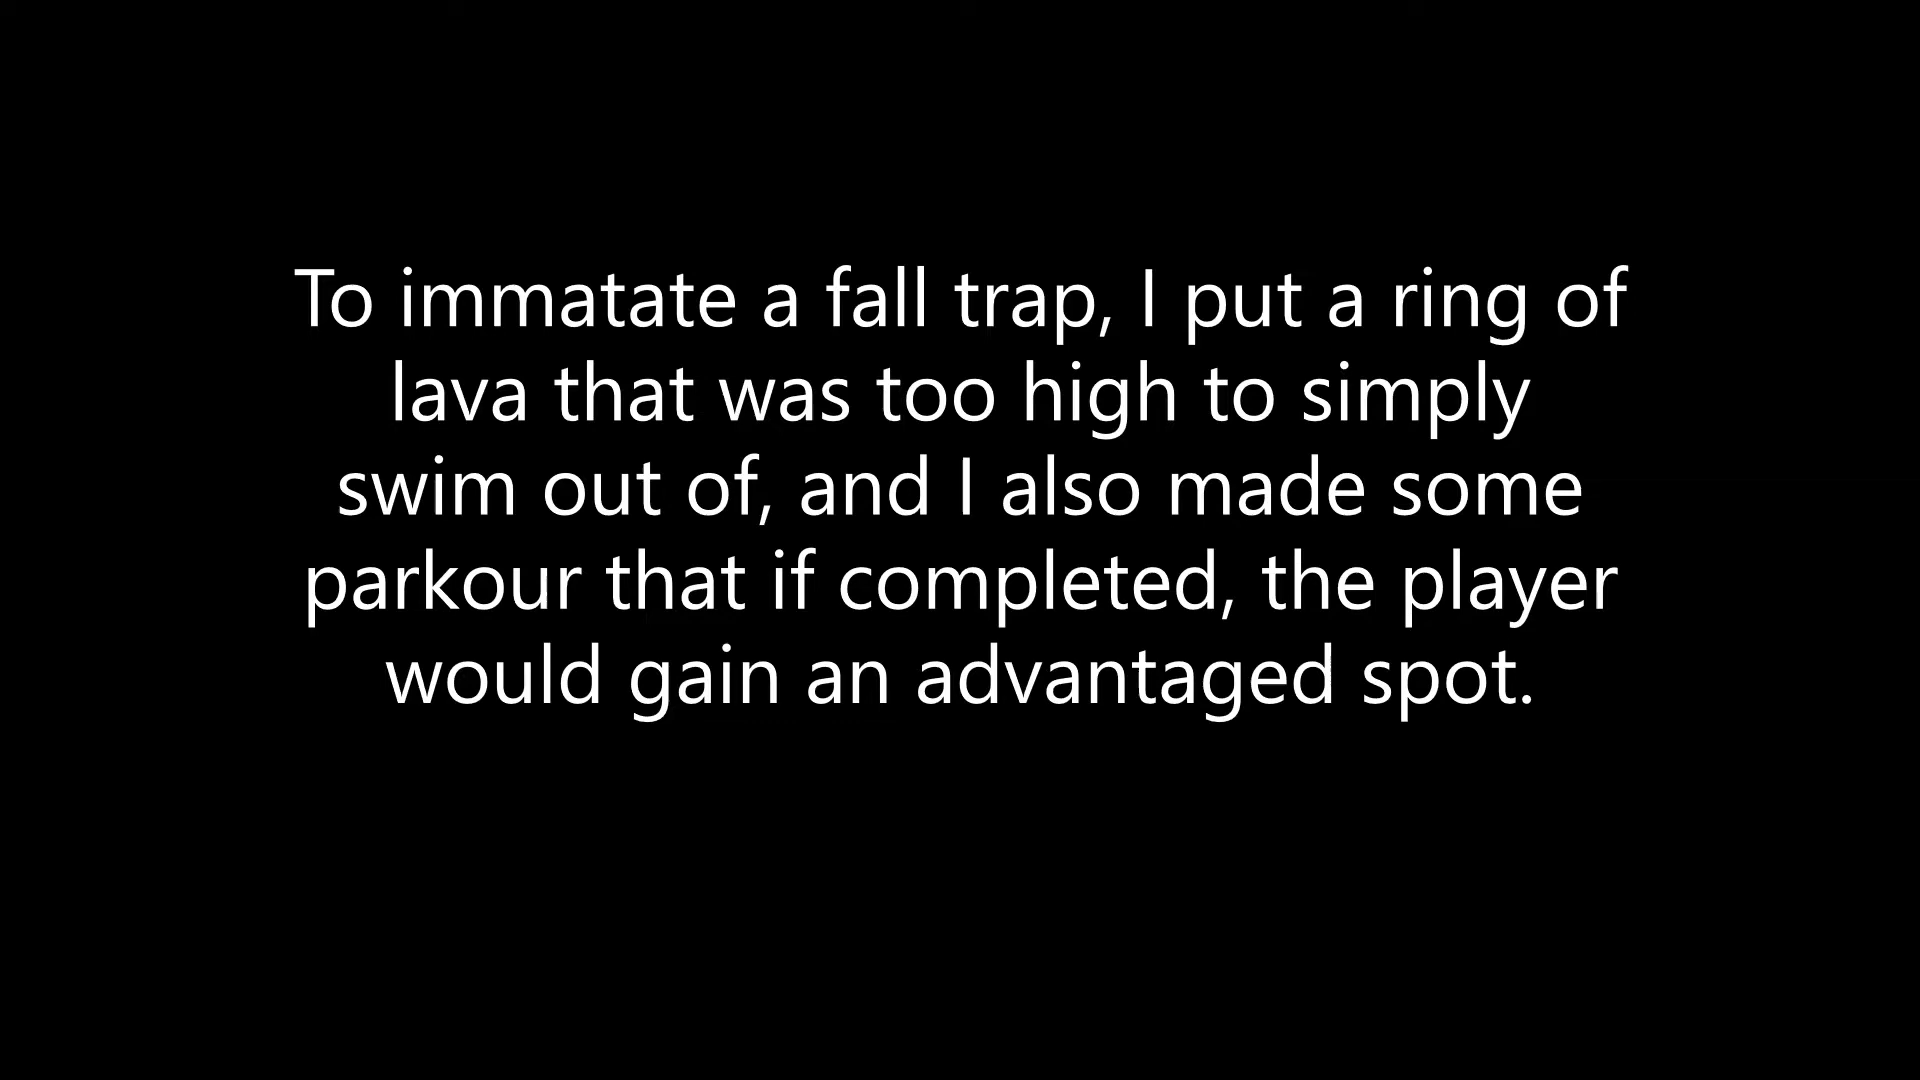 To immatate a fall trap, I put a ring of
lava that was too high to simply
swim out of, and I also made some
parkour that if completed, the player
would gain an advantaged spot.